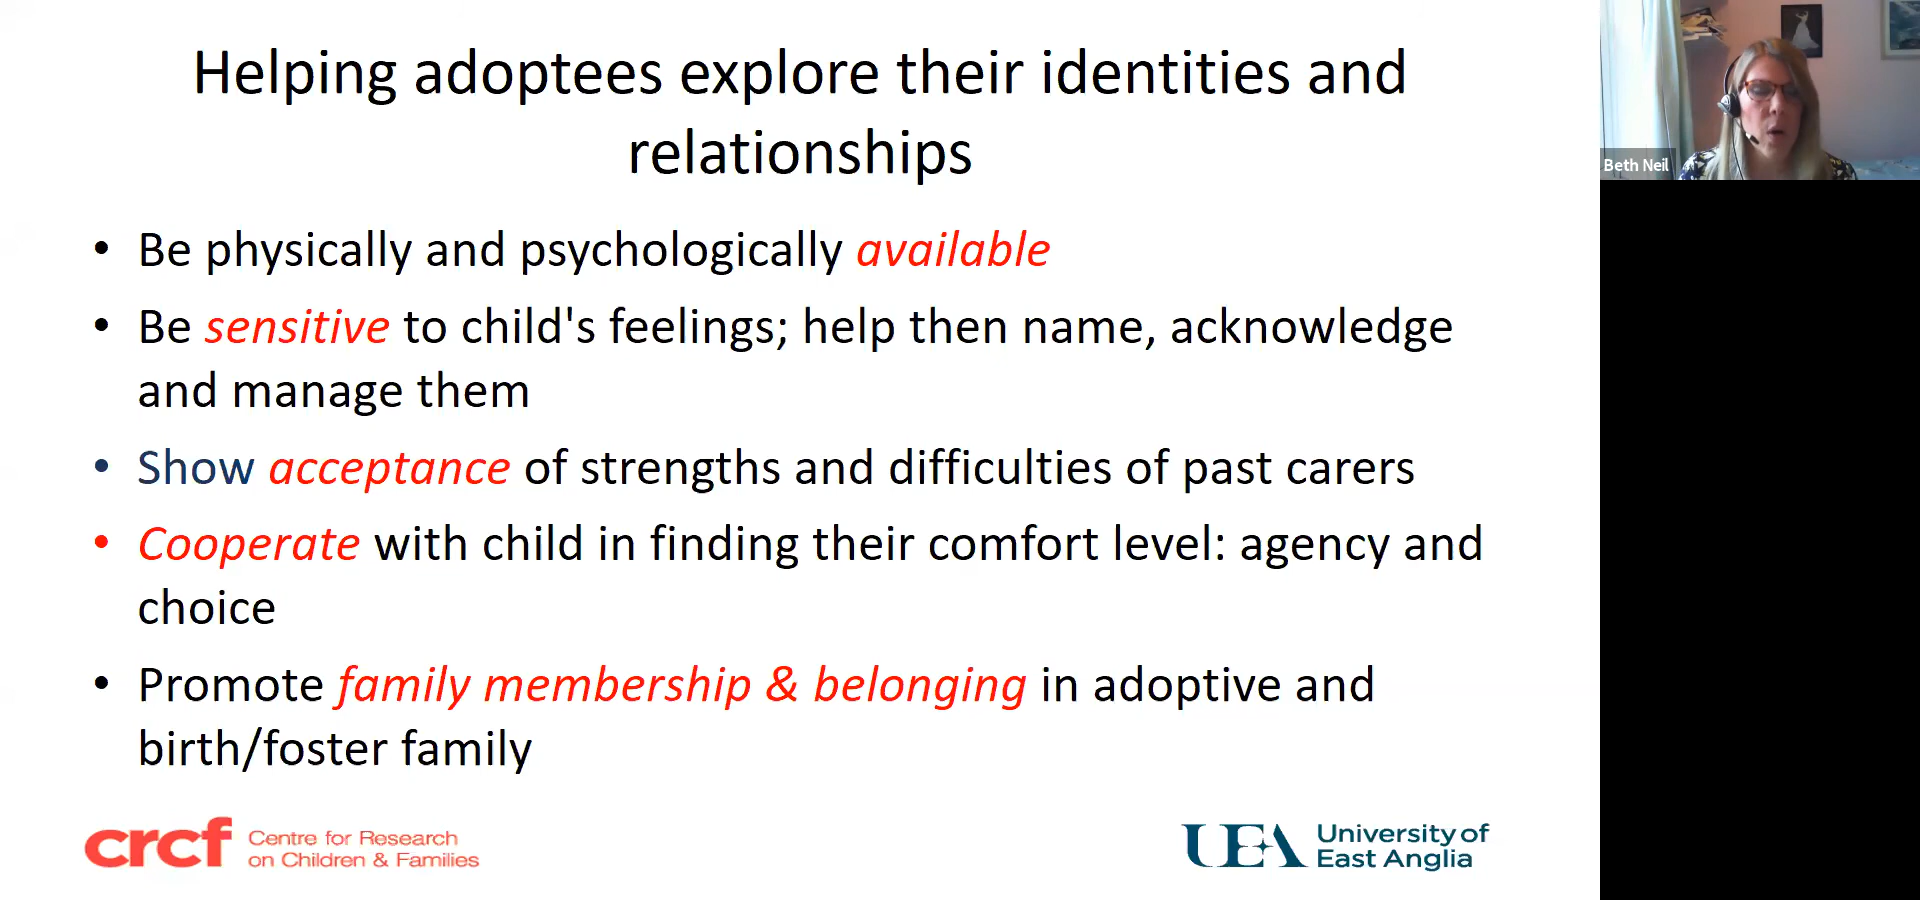 Helping adoptees explore their identities and
relationships
• Be physically and psychologically available
• Be sensitive to child's feelings; help then name, acknowledge
and manage them
• Show acceptance of strengths and difficulties of past carers
• Cooperate with child in finding their comfort level: agency and
choice
• Promote family membership & belonging in adoptive and
birth/foster family
crcf Centre for Research
on Children & Families
UEA University of
East Anglia
Beth Neil